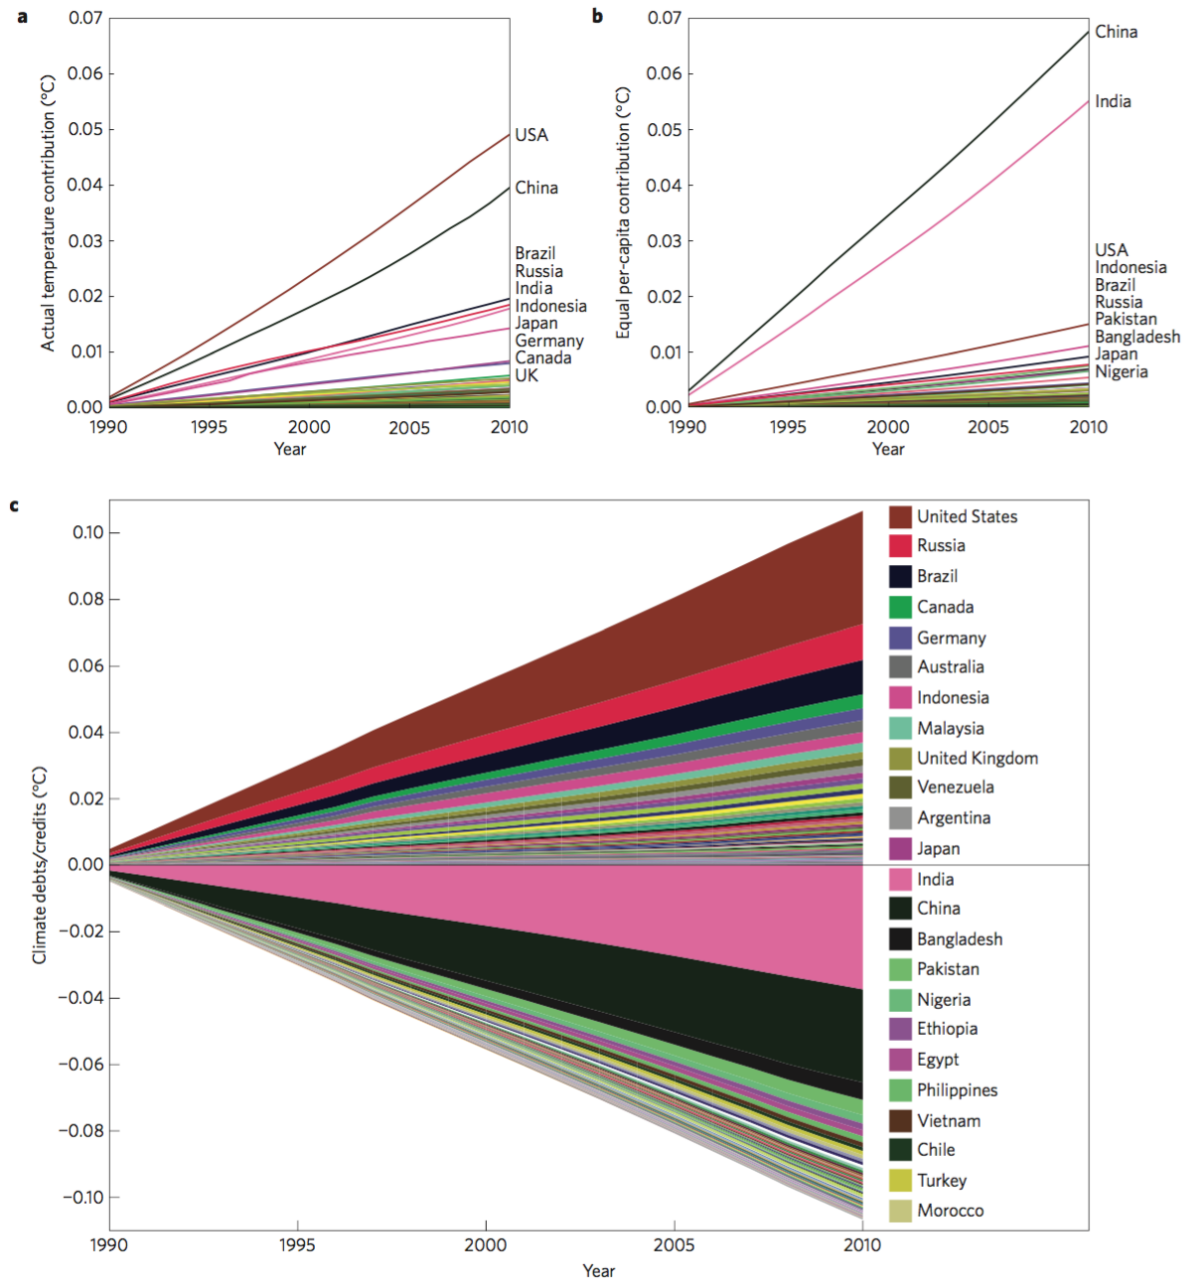 a
Actual temperature contribution (°C)
0.07
0.06
0.05
0.04
0.03
0.02
0.01
0.00
USA
China
Brazil
Russia
India
Indonesia
Japan
Germany
Canada
UK
1990 1995 2000 2005 2010
Year
b
Equal per-capita contribution (°C)
0.07
0.06
0.05
0.04
0.03
0.02
0.01
0.00
China
India
USA
Indonesia
Brazil
Russia
Pakistan
Bangladesh
Japan
Nigeria
1990 1995 2000 2005 2010
Year
c
Climate debts/credits (°C)
0.10
0.08
0.06
0.04
0.02
0.00
−0.02
−0.04
−0.06
−0.08
−0.10
United States
Russia
Brazil
Canada
Germany
Australia
Indonesia
Malaysia
United Kingdom
Venezuela
Argentina
Japan
India
China
Bangladesh
Pakistan
Nigeria
Ethiopia
Egypt
Philippines
Vietnam
Chile
Turkey
Morocco
1990 1995 2000 2005 2010
Year